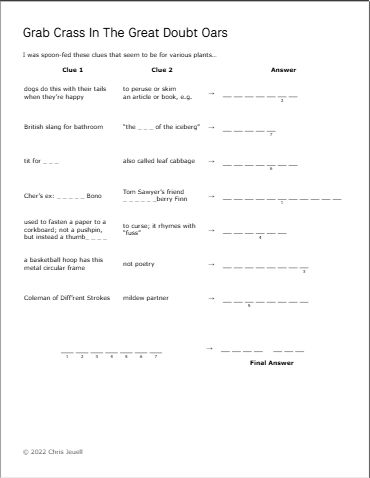 Grab Crass In The Great Doubt Oars
I was spoon-fed these clues that seem to be for various plants...
Clue 1 Clue 2 Answer
dogs do this with their tails when they're happy
to peruse or skim an article or book, e.g.
→ _ _ _ _ _ _ _
2
British slang for bathroom
"the _ _ _ of the iceberg"
→ _ _ _ _ _
7
tit for _ _ _
also called leaf cabbage
→ _ _ _ _ _ _ _
6
Cher's ex: _ _ _ _ _ Bono
Tom Sawyer's friend
_ _ _ _ _ _berry Finn
→ _ _ _ _ _ _ _ _ _ _ _
1
used to fasten a paper to a
corkboard; not a pushpin,
but instead a thumb_ _ _ _
to curse; it rhymes with
"fuss"
→ _ _ _ _ _ _
4
a basketball hoop has this
metal circular frame
not poetry
→ _ _ _ _ _ _ _ _
3
Coleman of Diff'rent Strokes
mildew partner
→ _ _ _ _ _ _ _ _
5
_ _ _ _ _ _ _
1 2 3 4 5 6 7
→ _ _ _ _ _ _ _
Final Answer
© 2022 Chris Jewell